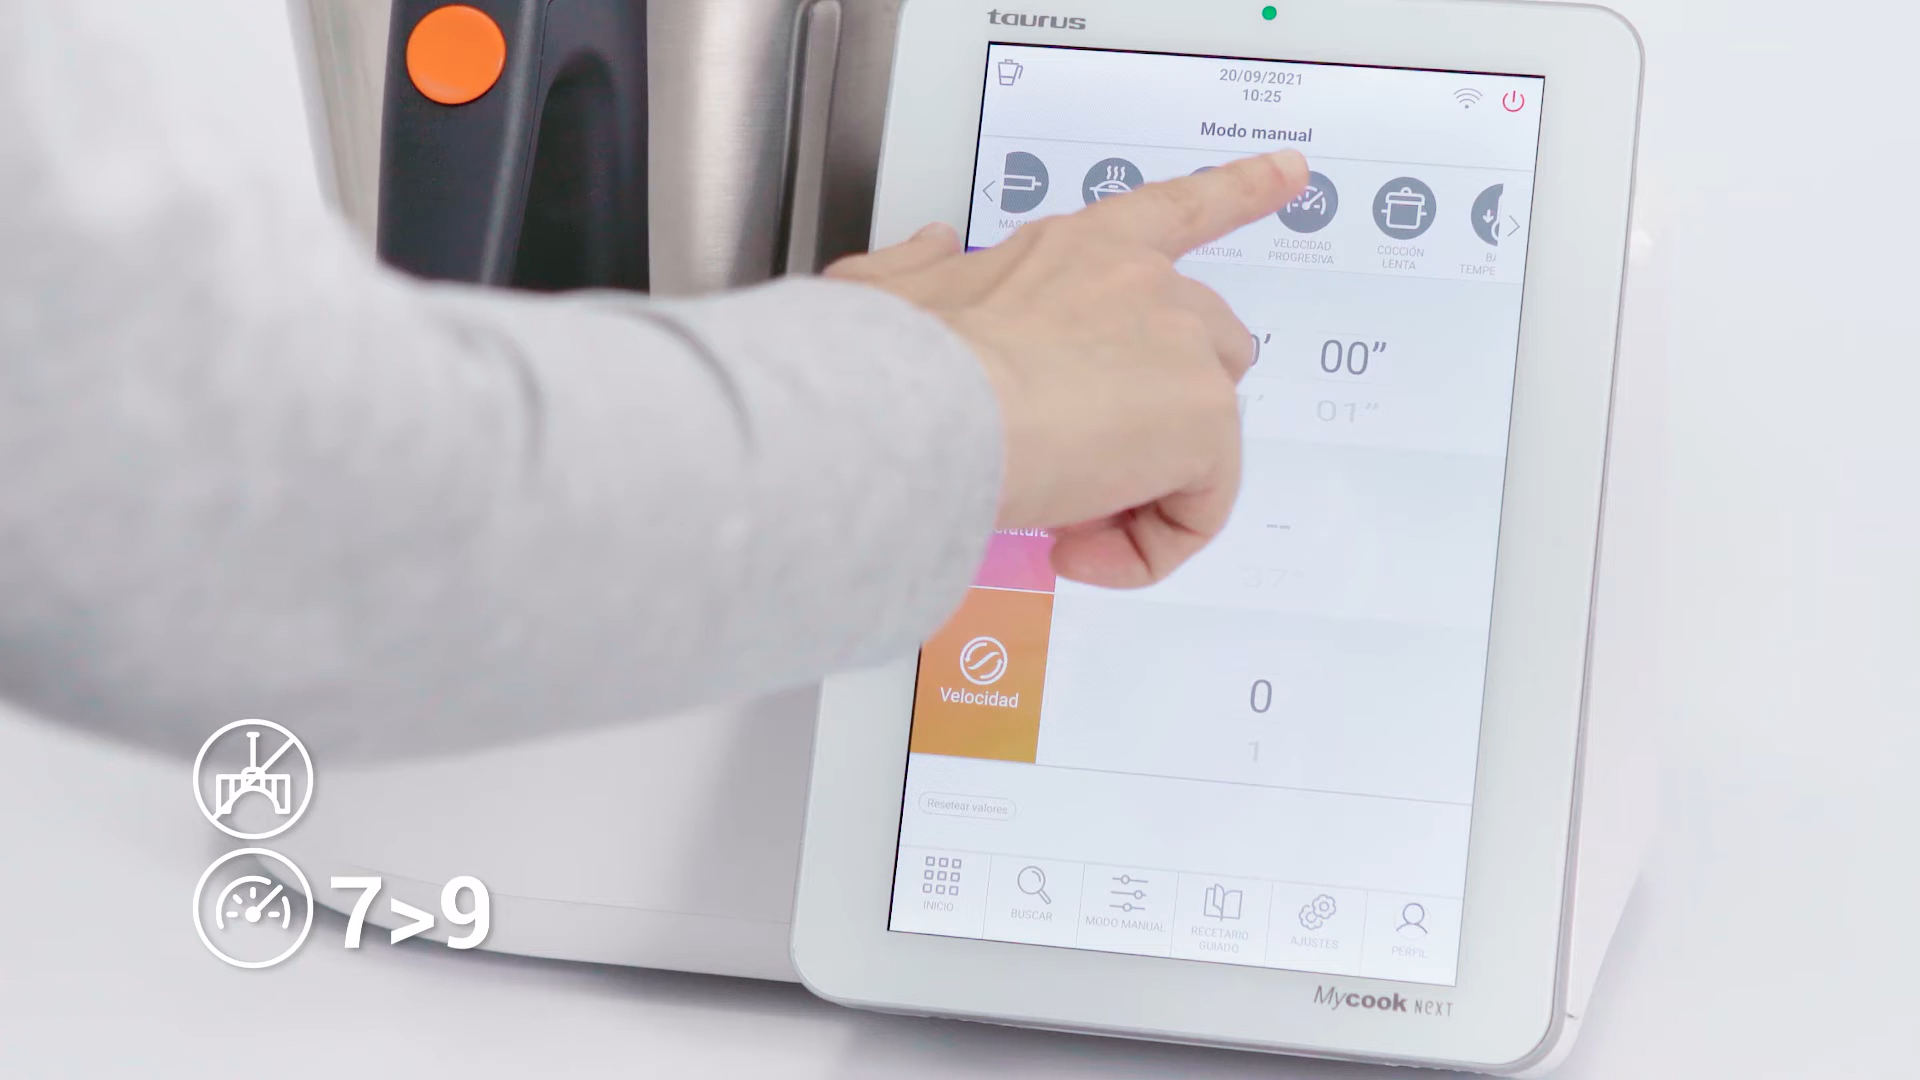 taurus
20/09/2021
10:25
Modo manual
VELOCIDAD
PROGRESIVA
COCCIÓN
LENTA
00”
01”
--
37°
Velocidad
0
1
Resetear valores
INICIO
BUSCAR
MODO MANUAL
RECETARIO
GUIADO
AJUSTES
PERFIL
Mycook NEXT
7>9